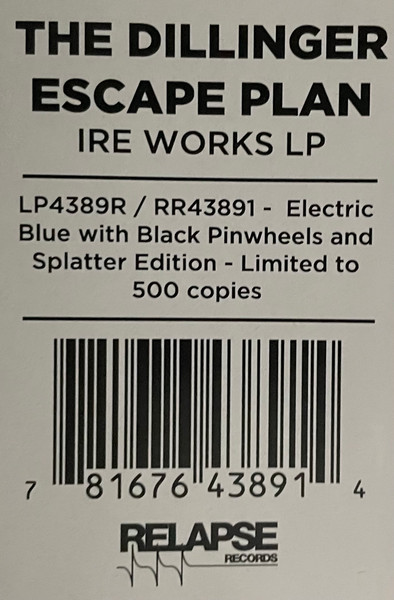 THE DILLINGER
ESCAPE PLAN
IRE WORKS LP
LP4389R / RR43891 - Electric
Blue with Black Pinwheels and
Splatter Edition - Limited to
500 copies
7 81676 43891 4
RELAPSE
RECORDS